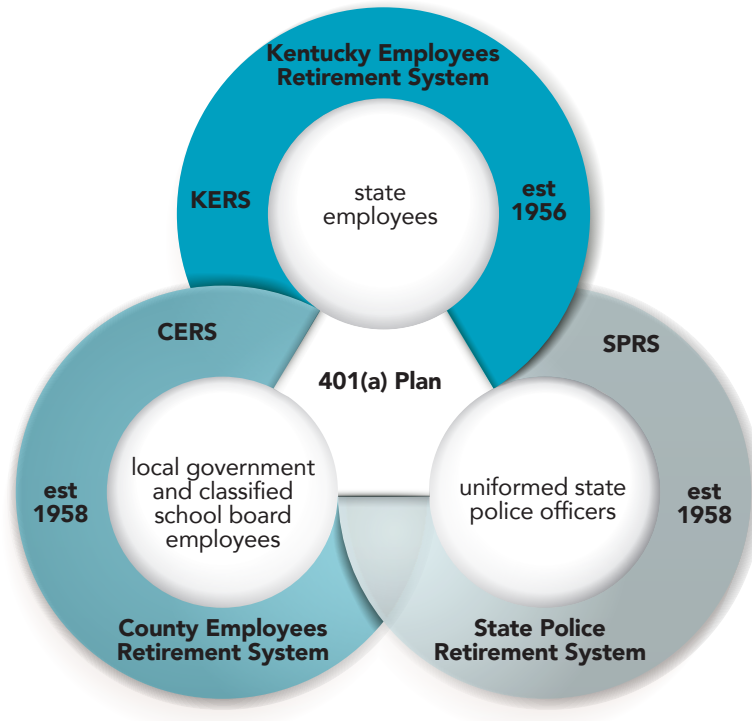 Kentucky Employees
Retirement System
KERS
est
1956
state
employees
CERS
SPRS
401(a) Plan
local government
and classified
school board
employees
est
1958
uniformed state
police officers
est
1958
County Employees
Retirement System
State Police
Retirement System